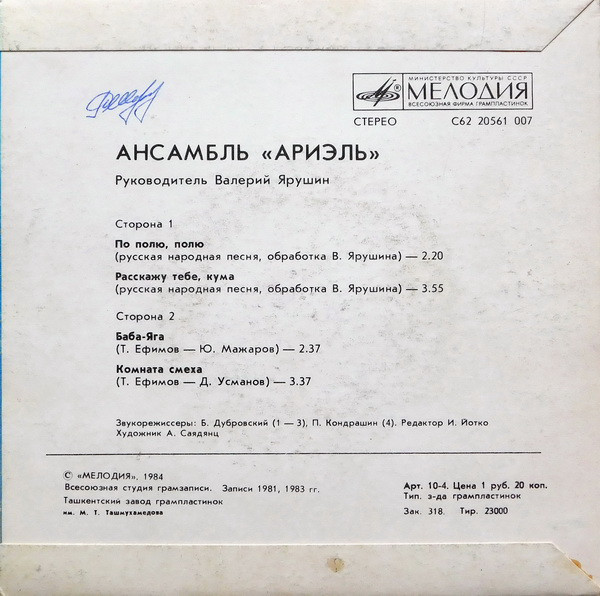 МИНИСТЕРСТВО КУЛЬТУРЫ СССР
МЕЛОДИЯ
ВСЕСОЮЗНАЯ ФИРМА ГРАМПЛАСТИНОК
СТЕРЕО С62 20561 007
АНСАМБЛЬ «АРИЭЛЬ»
Руководитель Валерий Ярушин
Сторона 1
По полю, полю
(русская народная песня, обработка В. Ярушина) — 2.20
Расскажу тебе, кума
(русская народная песня, обработка В. Ярушина) — 3.55
Сторона 2
Баба-Яга
(Т. Ефимов — Ю. Мажаров) — 2.37
Комната смеха
(Т. Ефимов — Д. Усманов) — 3.37
Звукорежиссеры: Б. Дубровский (1 — 3), П. Кондрашин (4). Редактор И. Йотко
Художник А. Саядянц
© «МЕЛОДИЯ», 1984
Всесоюзная студия грамзаписи. Записи 1981, 1983 гг.
Ташкентский завод грампластинок
им. М. Т. Ташмухамедова
Арт. 10-4. Цена 1 руб. 20 коп.
Тип. з-да грампластинок
Зак. 318. Тир. 23000